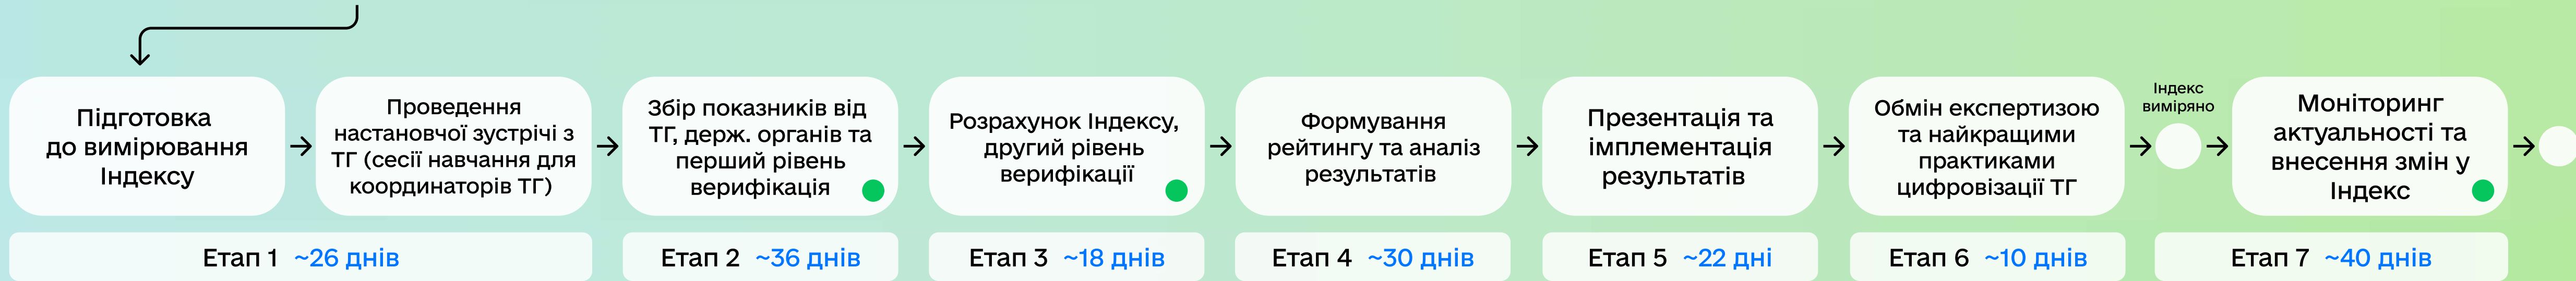 Підготовка
до вимірювання
Індексу
Проведення
настановчої зустрічі з
ТГ (сесії навчання для
координаторів ТГ)
Збір показників від
ТГ, держ. органів та
перший рівень
верифікація
Розрахунок Індексу,
другий рівень
верифікації
Формування
рейтингу та аналіз
результатів
Презентація та
імплементація
результатів
Обмін експертизою
та найкращими
практиками
цифровізації ТГ
Індекс
виміряно
Моніторинг
актуальності та
внесення змін у
Індекс
Етап 1 ~26 днів
Етап 2 ~36 днів
Етап 3 ~18 днів
Етап 4 ~30 днів
Етап 5 ~22 дні
Етап 6 ~10 днів
Етап 7 ~40 днів